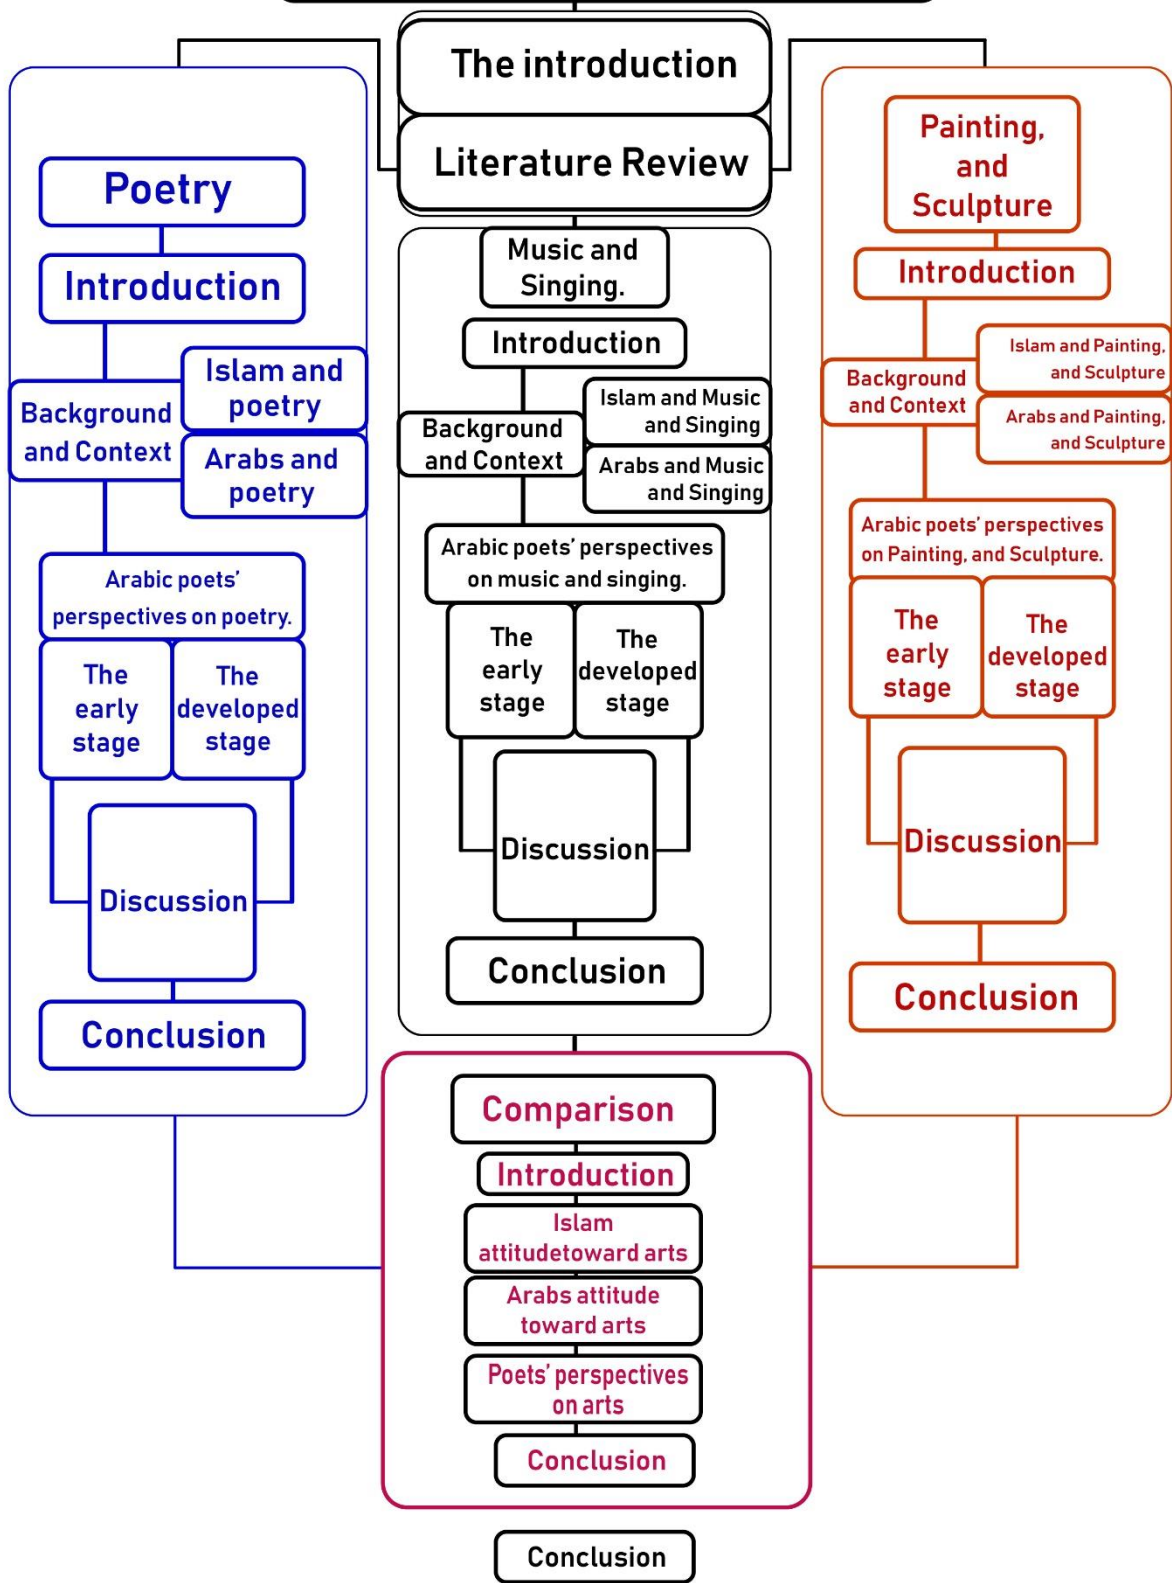 The introduction
Literature Review
Poetry
Introduction
Background
and Context
Islam and
poetry
Arabs and
poetry
Arabic poets'
perspectives on poetry.
The
early
stage
The
developed
stage
Discussion
Conclusion
Music and
Singing.
Introduction
Background
and Context
Islam and Music
and Singing
Arabs and Music
and Singing
Arabic poets' perspectives
on music and singing.
The
early
stage
The
developed
stage
Discussion
Conclusion
Painting,
and
Sculpture
Introduction
Background
and Context
Islam and Painting,
and Sculpture
Arabs and Painting,
and Sculpture
Arabic poets' perspectives
on Painting, and Sculpture.
The
early
stage
The
developed
stage
Discussion
Conclusion
Comparison
Introduction
Islam
attitudetoward arts
Arabs attitude
toward arts
Poets' perspectives
on arts
Conclusion
Conclusion